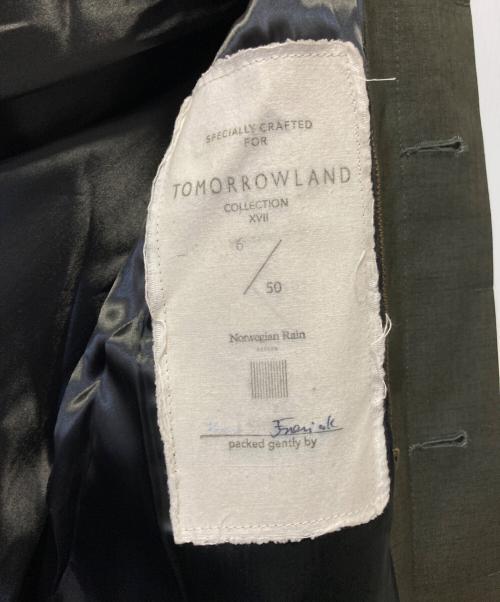 SPECIALLY CRAFTED
FOR
TOMORROWLAND
COLLECTION
XVII
6
/
50
Norwegian Rain
packed gently by